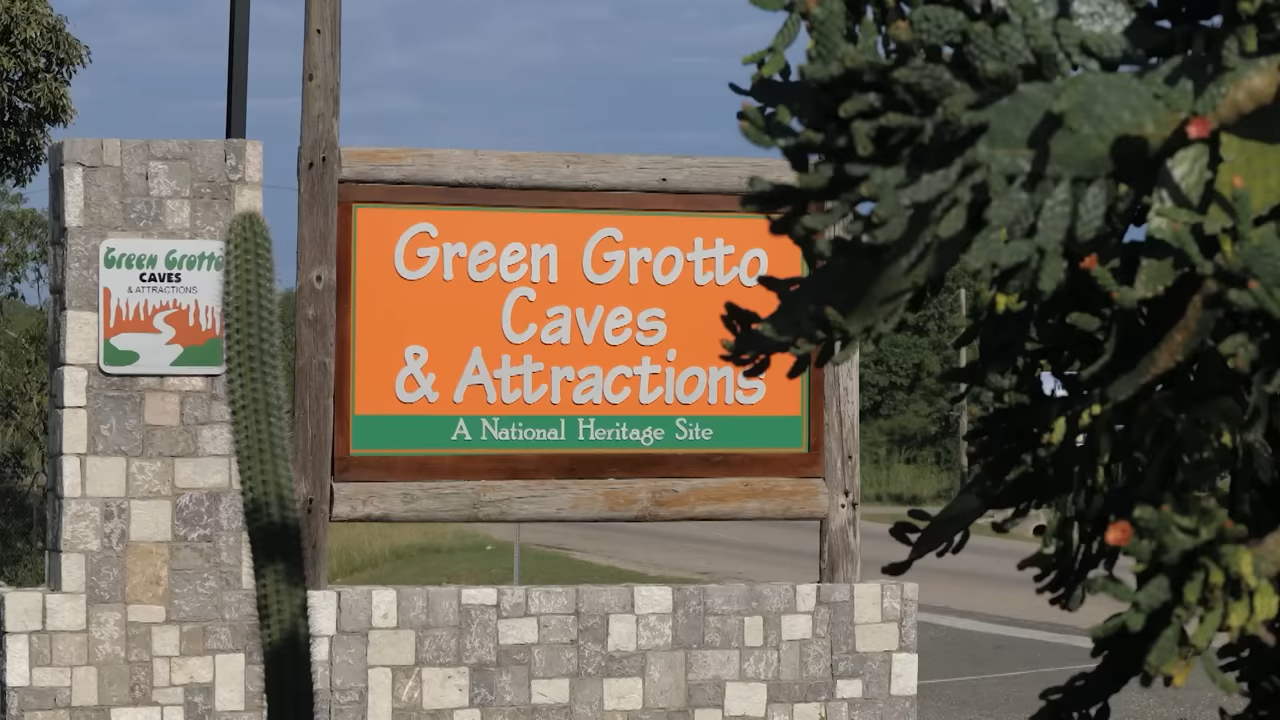 Green Grotto
CAVES
& ATTRACTIONS
Green Grotto
Caves
& Attractions
A National Heritage Site